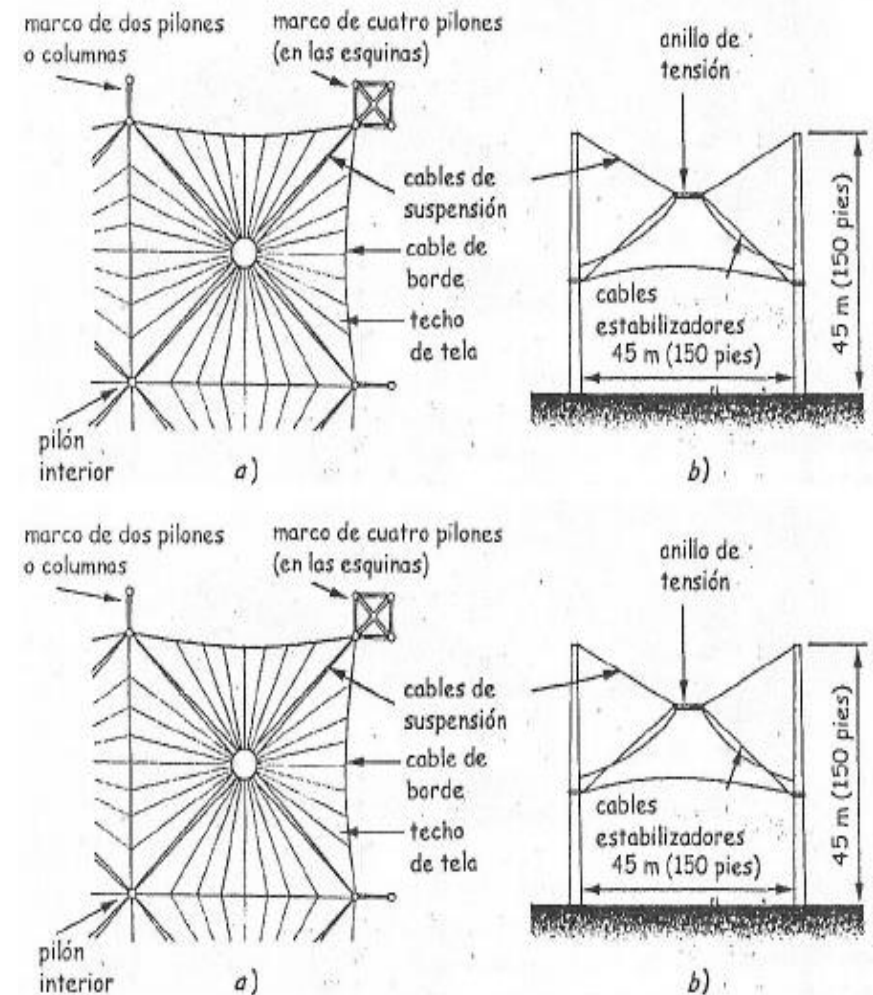 marco de dos pilones
o columnas
marco de cuatro pilones
(en las esquinas)
cables de
suspensión
cable de
borde
techo
de tela
pilón
interior
a)
anillo de
tensión
cables
estabilizadores
45 m (150 pies)
45 m (150 pies)
b)
marco de dos pilones
o columnas
marco de cuatro pilones
(en las esquinas)
cables de
suspensión
cable de
borde
techo
de tela
pilón
interior
a)
anillo de
tensión
cables
estabilizadores
45 m (150 pies)
45 m (150 pies)
b)